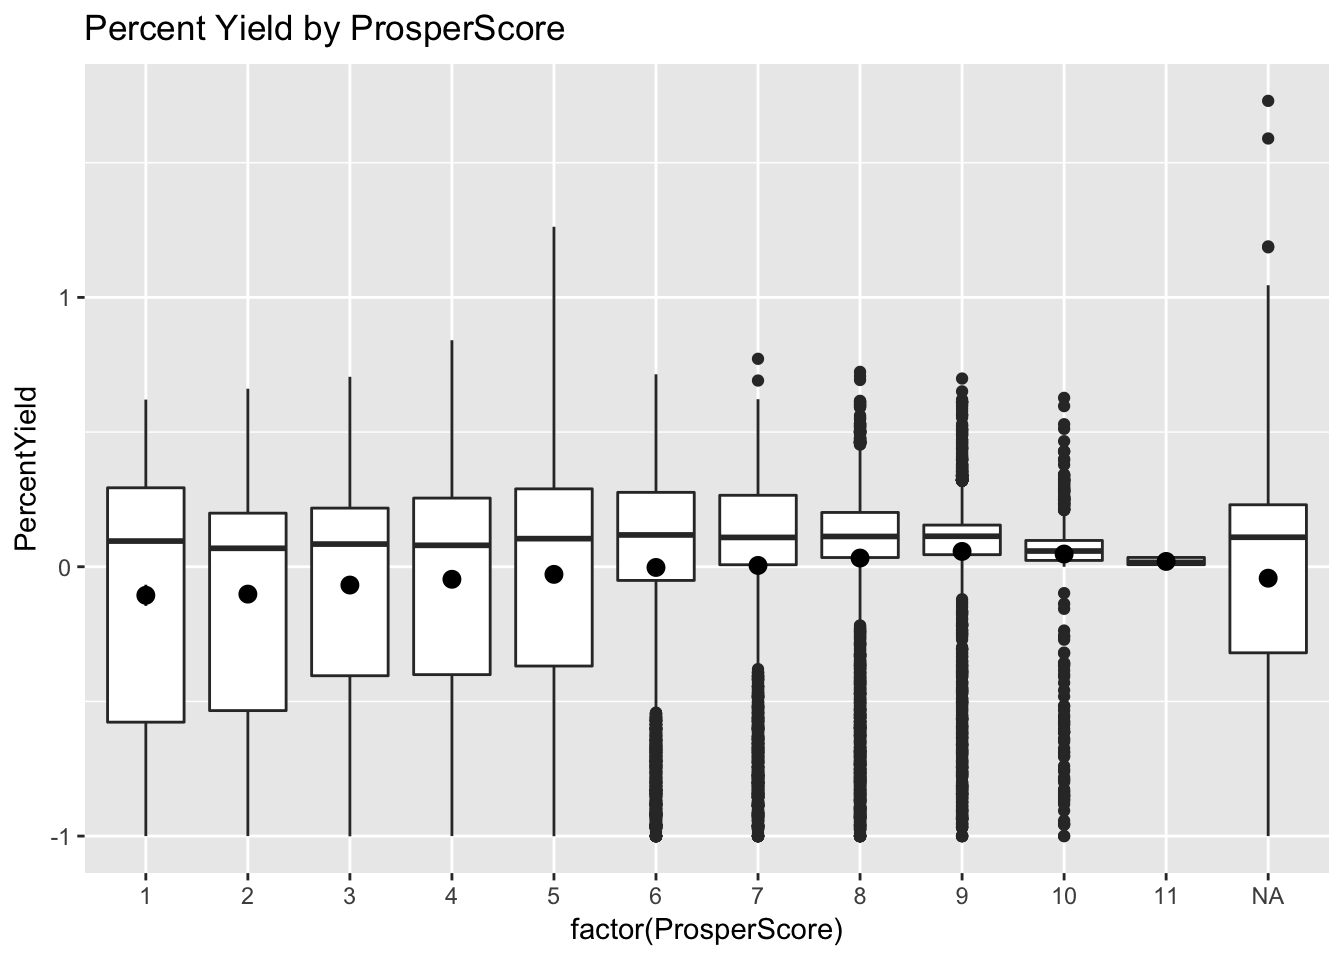 Percent Yield by ProsperScore
PercentYield
1
0
-1
1 2 3 4 5 6 7 8 9 10 11 NA
factor(ProsperScore)